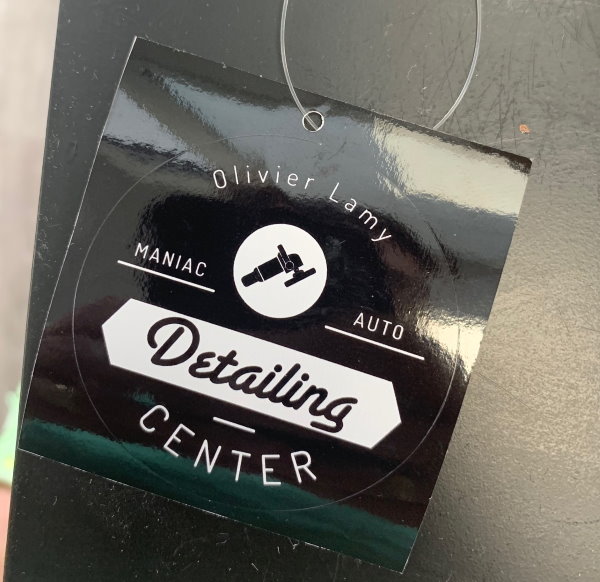 Olivier Lamy
MANIAC AUTO
Detailing
CENTER